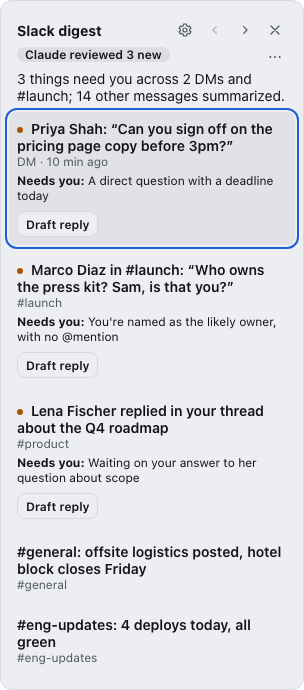 Slack digest
Claude reviewed 3 new
3 things need you across 2 DMs and
#launch; 14 other messages summarized.
Priya Shah: “Can you sign off on the
pricing page copy before 3pm?”
DM · 10 min ago
Needs you: A direct question with a deadline
today
Draft reply
Marco Diaz in #launch: “Who owns
the press kit? Sam, is that you?”
#launch
Needs you: You're named as the likely owner,
with no @mention
Draft reply
Lena Fischer replied in your thread
about the Q4 roadmap
#product
Needs you: Waiting on your answer to her
question about scope
Draft reply
#general: offsite logistics posted, hotel
block closes Friday
#general
#eng-updates: 4 deploys today, all
green
#eng-updates